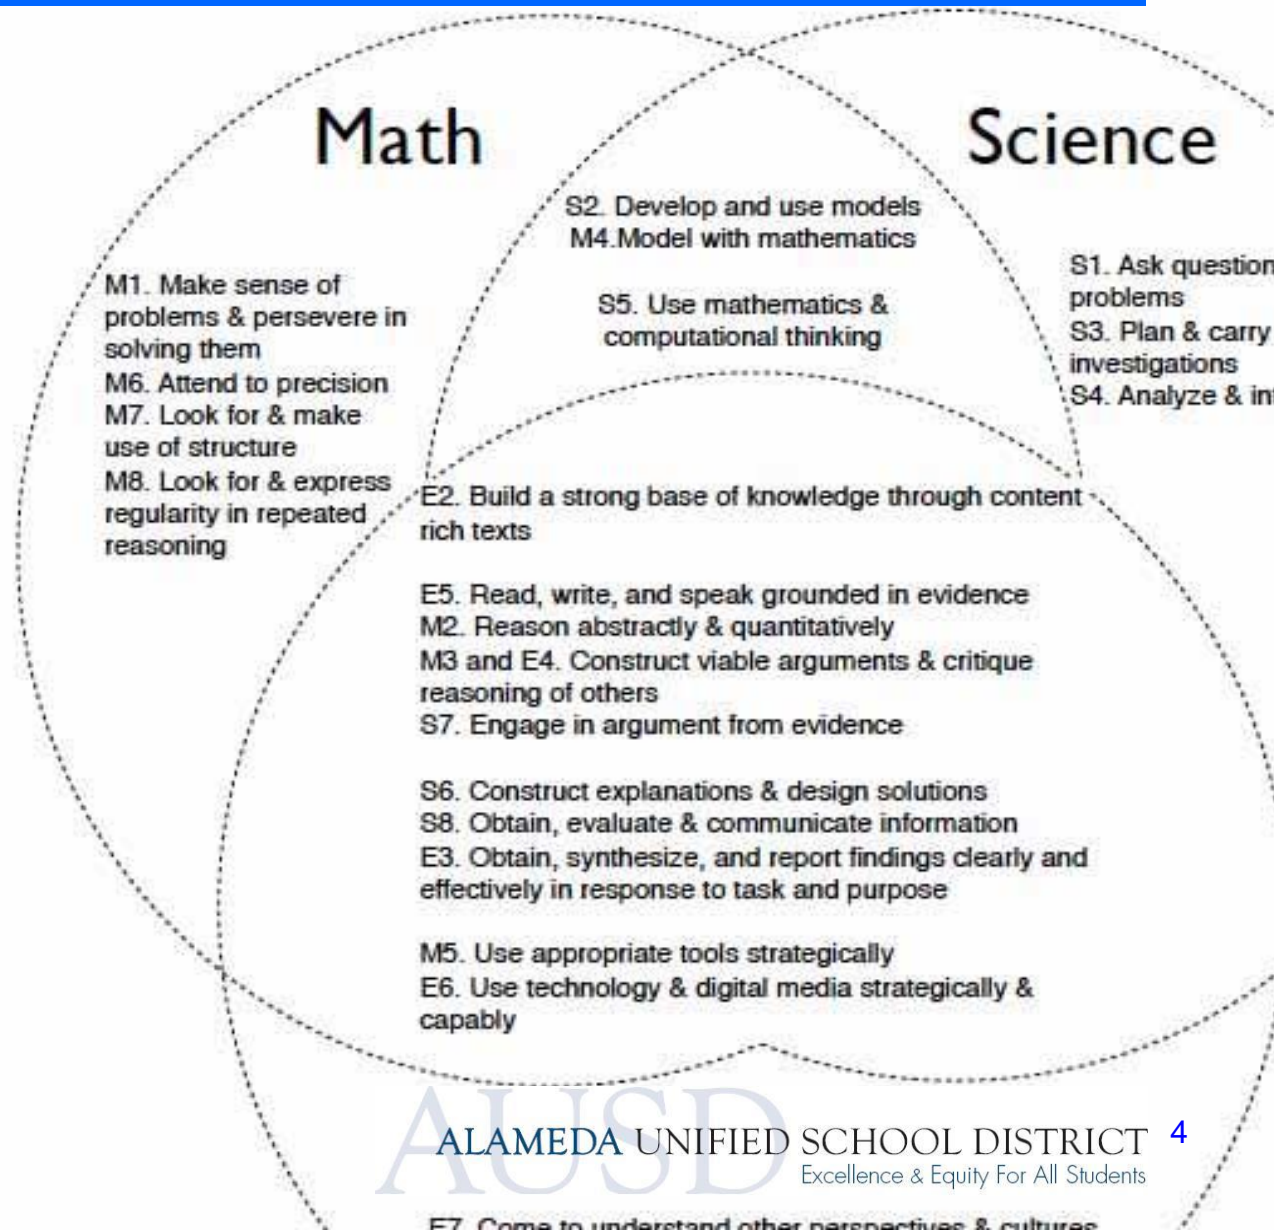 Math
Science
S2. Develop and use models
M4.Model with mathematics
S5. Use mathematics &
computational thinking
M1. Make sense of
problems & persevere in
solving them
M6. Attend to precision
M7. Look for & make
use of structure
M8. Look for & express
regularity in repeated
reasoning
S1. Ask question
problems
S3. Plan & carry
investigations
S4. Analyze &
E2. Build a strong base of knowledge through content
rich texts
E5. Read, write, and speak grounded in evidence
M2. Reason abstractly & quantitatively
M3 and E4. Construct viable arguments & critique
reasoning of others
S7. Engage in argument from evidence
S6. Construct explanations & design solutions
S8. Obtain, evaluate & communicate information
E3. Obtain, synthesize, and report findings clearly and
effectively in response to task and purpose
M5. Use appropriate tools strategically
E6. Use technology & digital media strategically &
capably
AUSD
ALAMEDA UNIFIED SCHOOL DISTRICT 4
Excellence & Equity For All Students
E7. Come to understand other perspectives & cultures